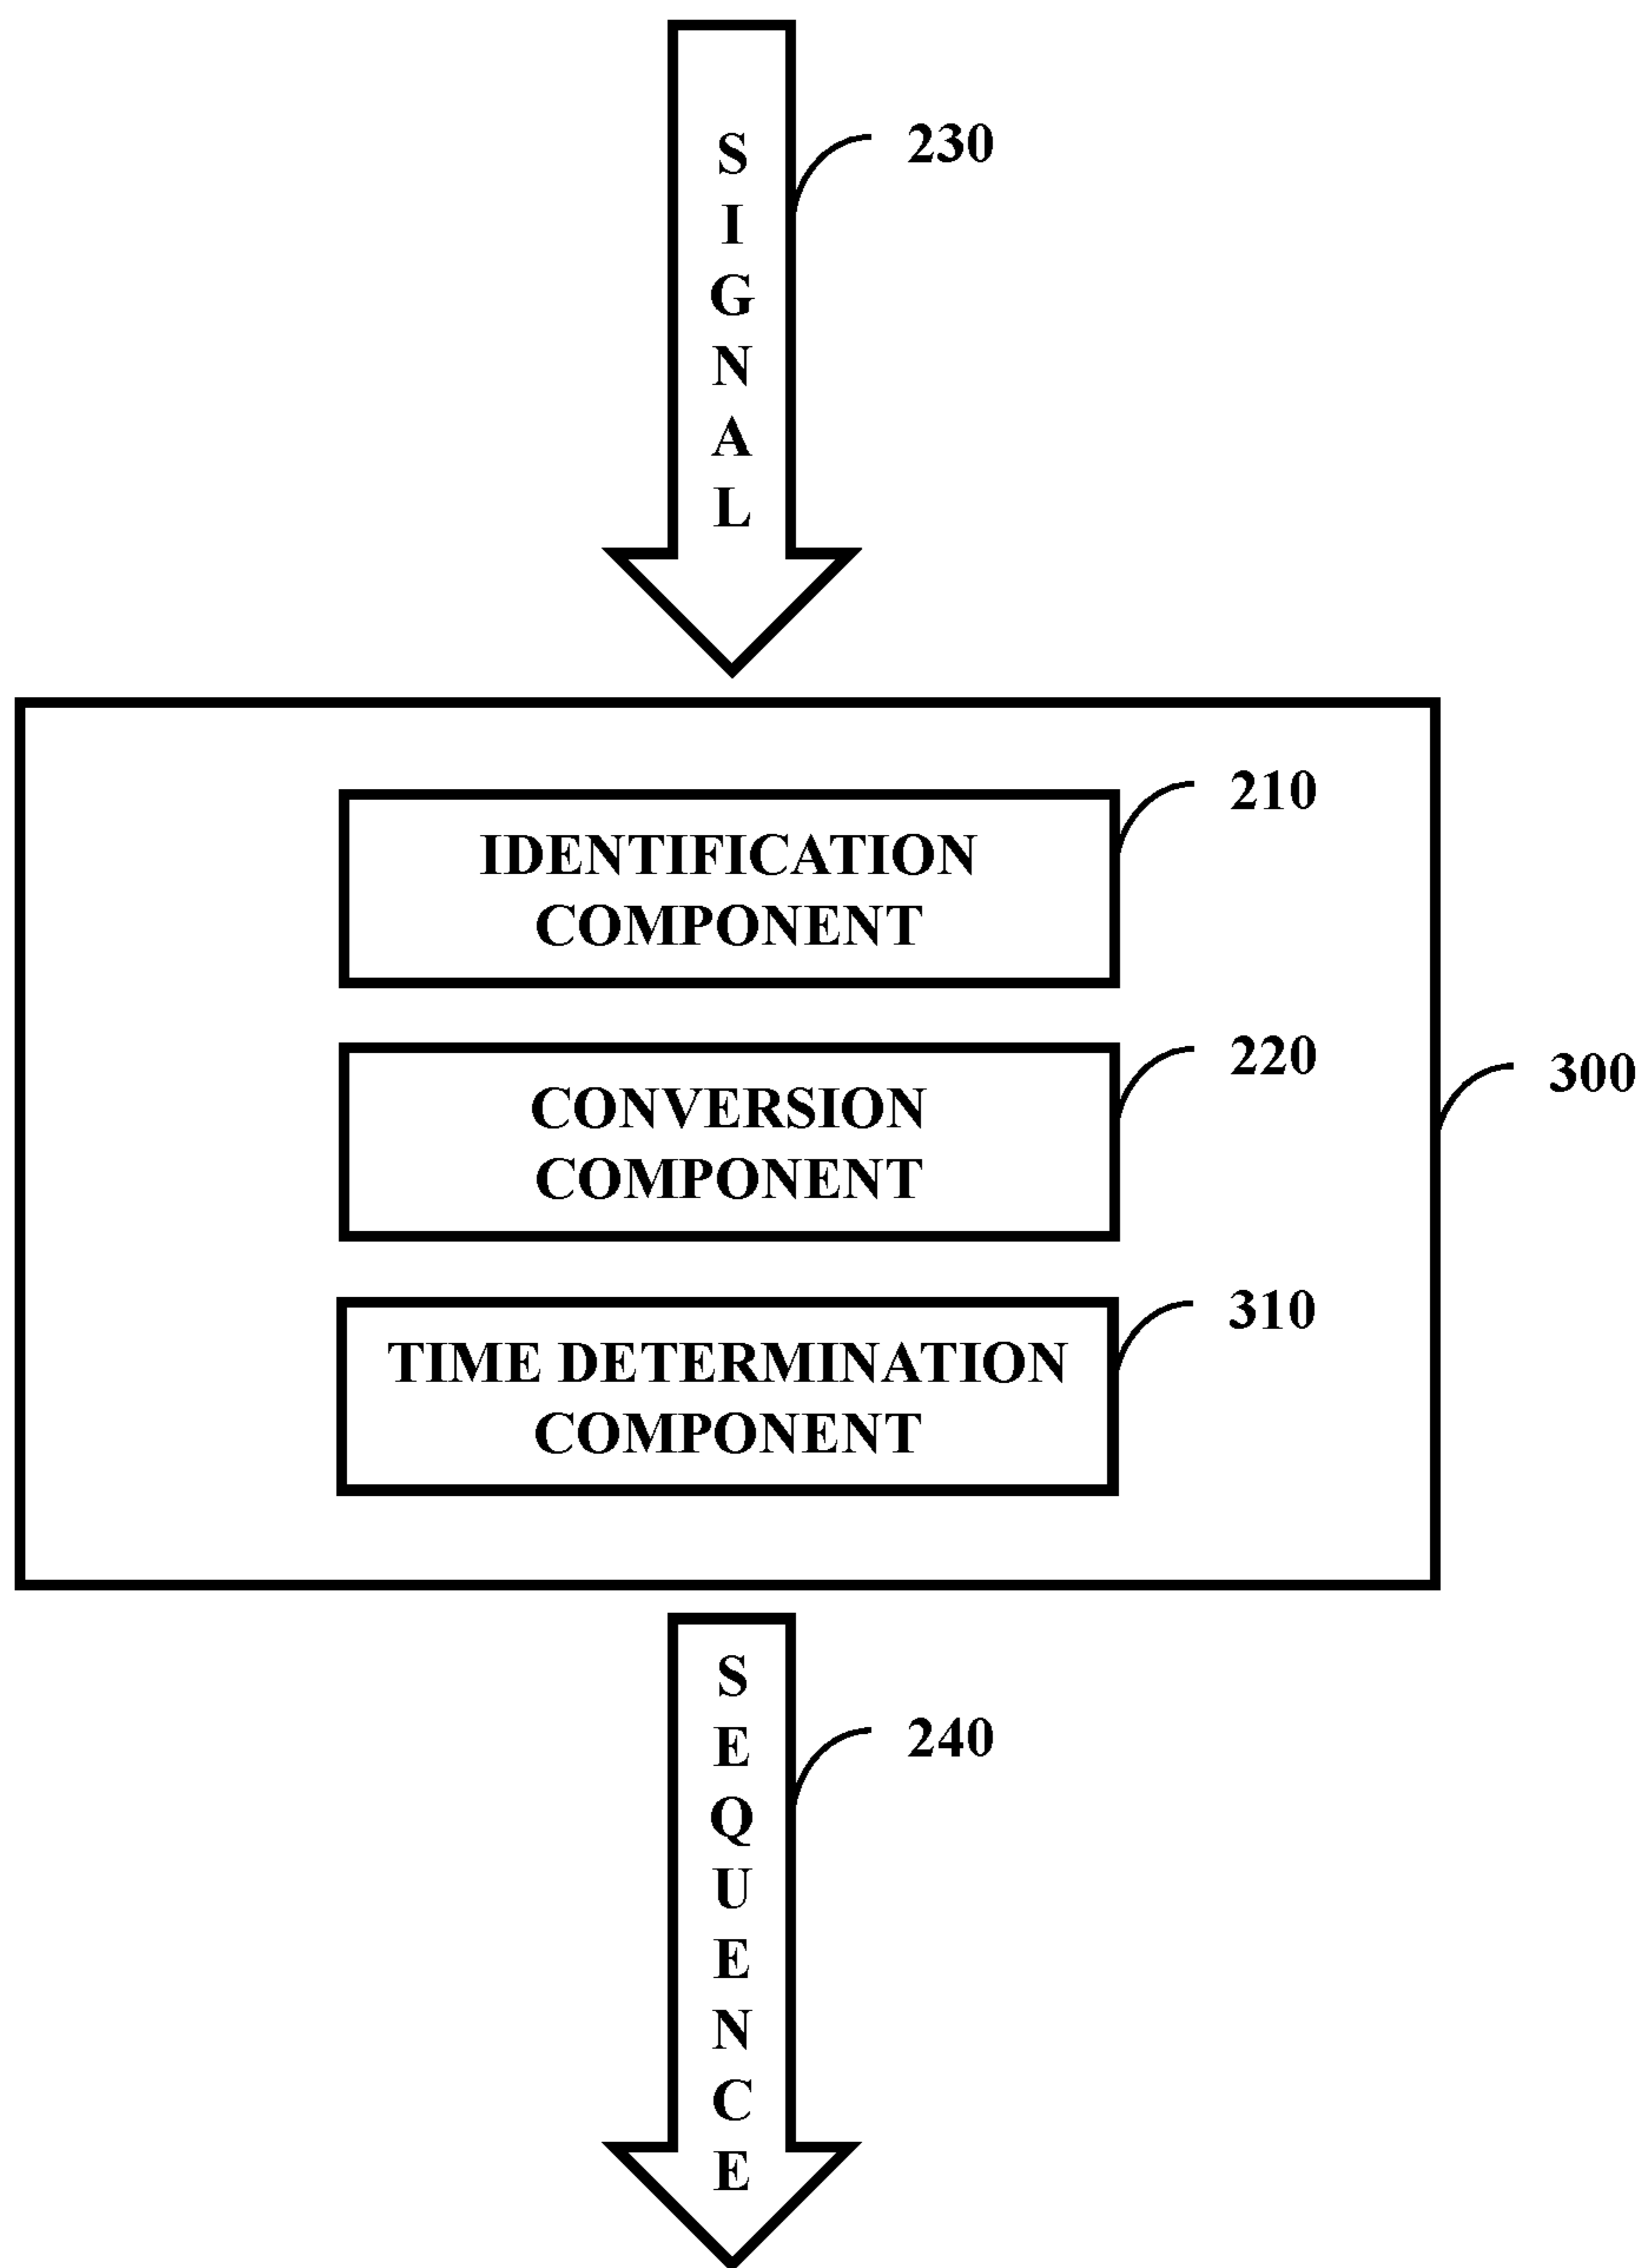 SIGNAL
230
210
IDENTIFICATION
COMPONENT
220
300
CONVERSION
COMPONENT
310
TIME DETERMINATION
COMPONENT
SEQUENCE
240